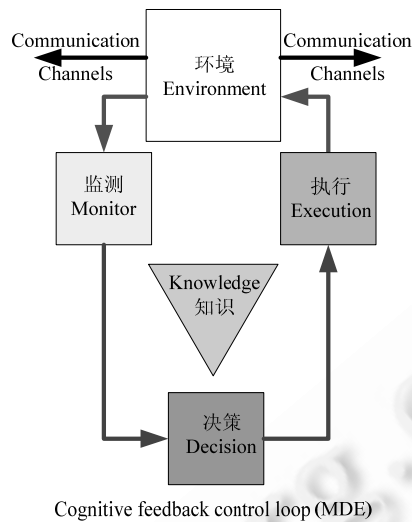 Communication
Channels
环境
Environment
Communication
Channels
监测
Monitor
执行
Execution
Knowledge
知识
决策
Decision
Cognitive feedback control loop (MDE)